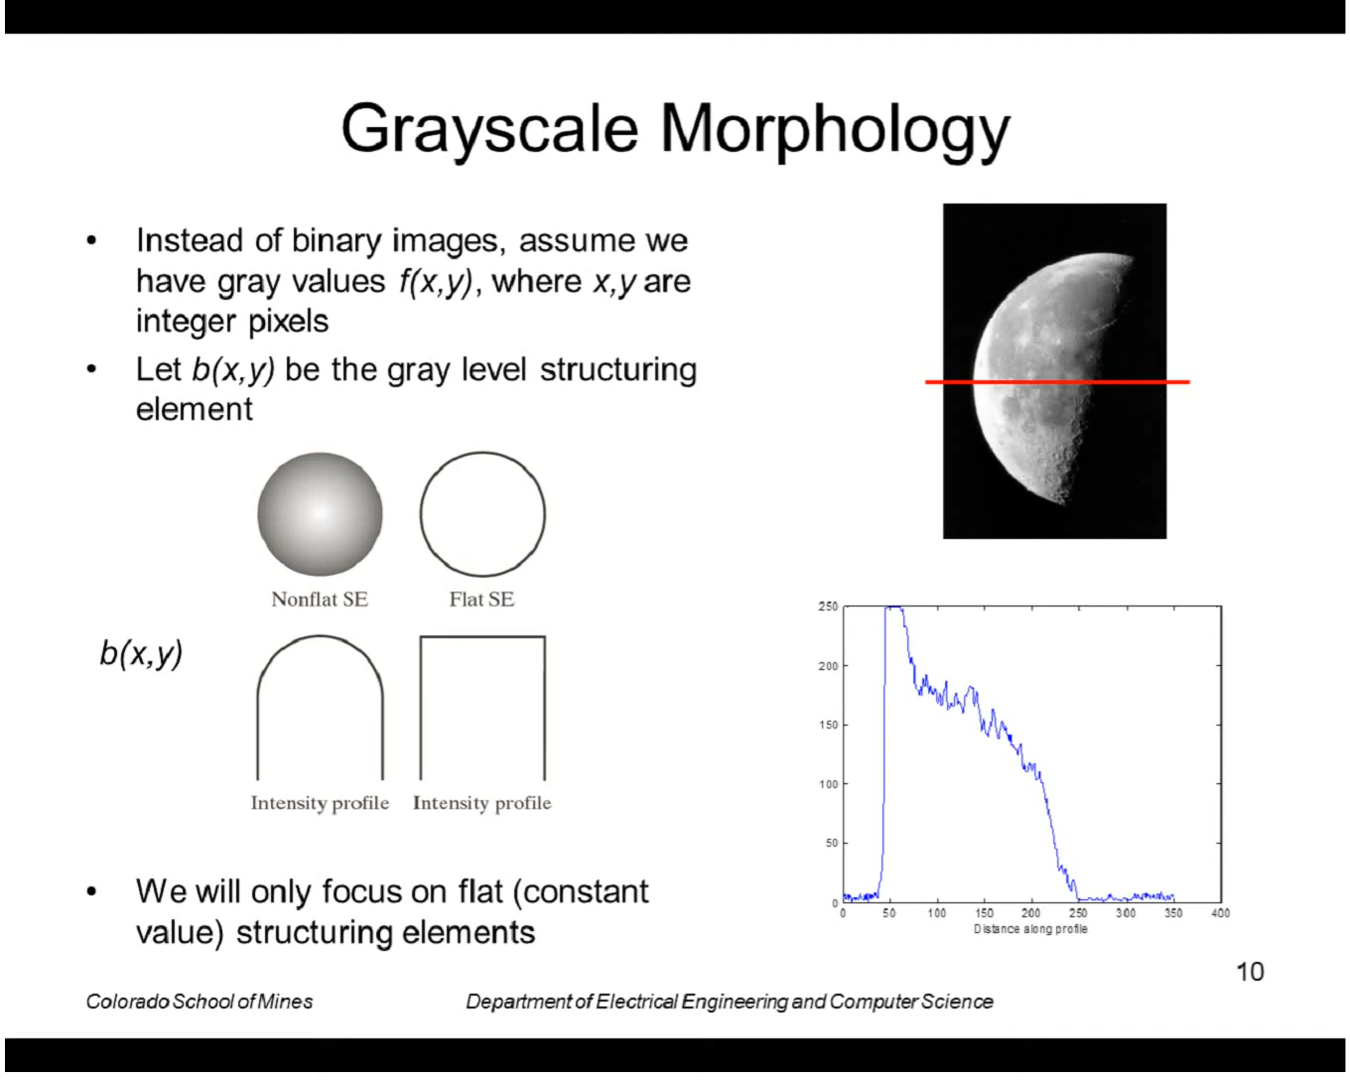 Grayscale Morphology
• Instead of binary images, assume we
have gray values f(x,y), where x,y are
integer pixels
• Let b(x,y) be the gray level structuring
element
Nonflat SE
Flat SE
b(x,y)
Intensity profile
Intensity profile
• We will only focus on flat (constant
value) structuring elements
250
200
150
100
50
0
0 50 100 150 200 250 300 350 400
Distance along profile
10
Colorado School of Mines
Department of Electrical Engineering and Computer Science